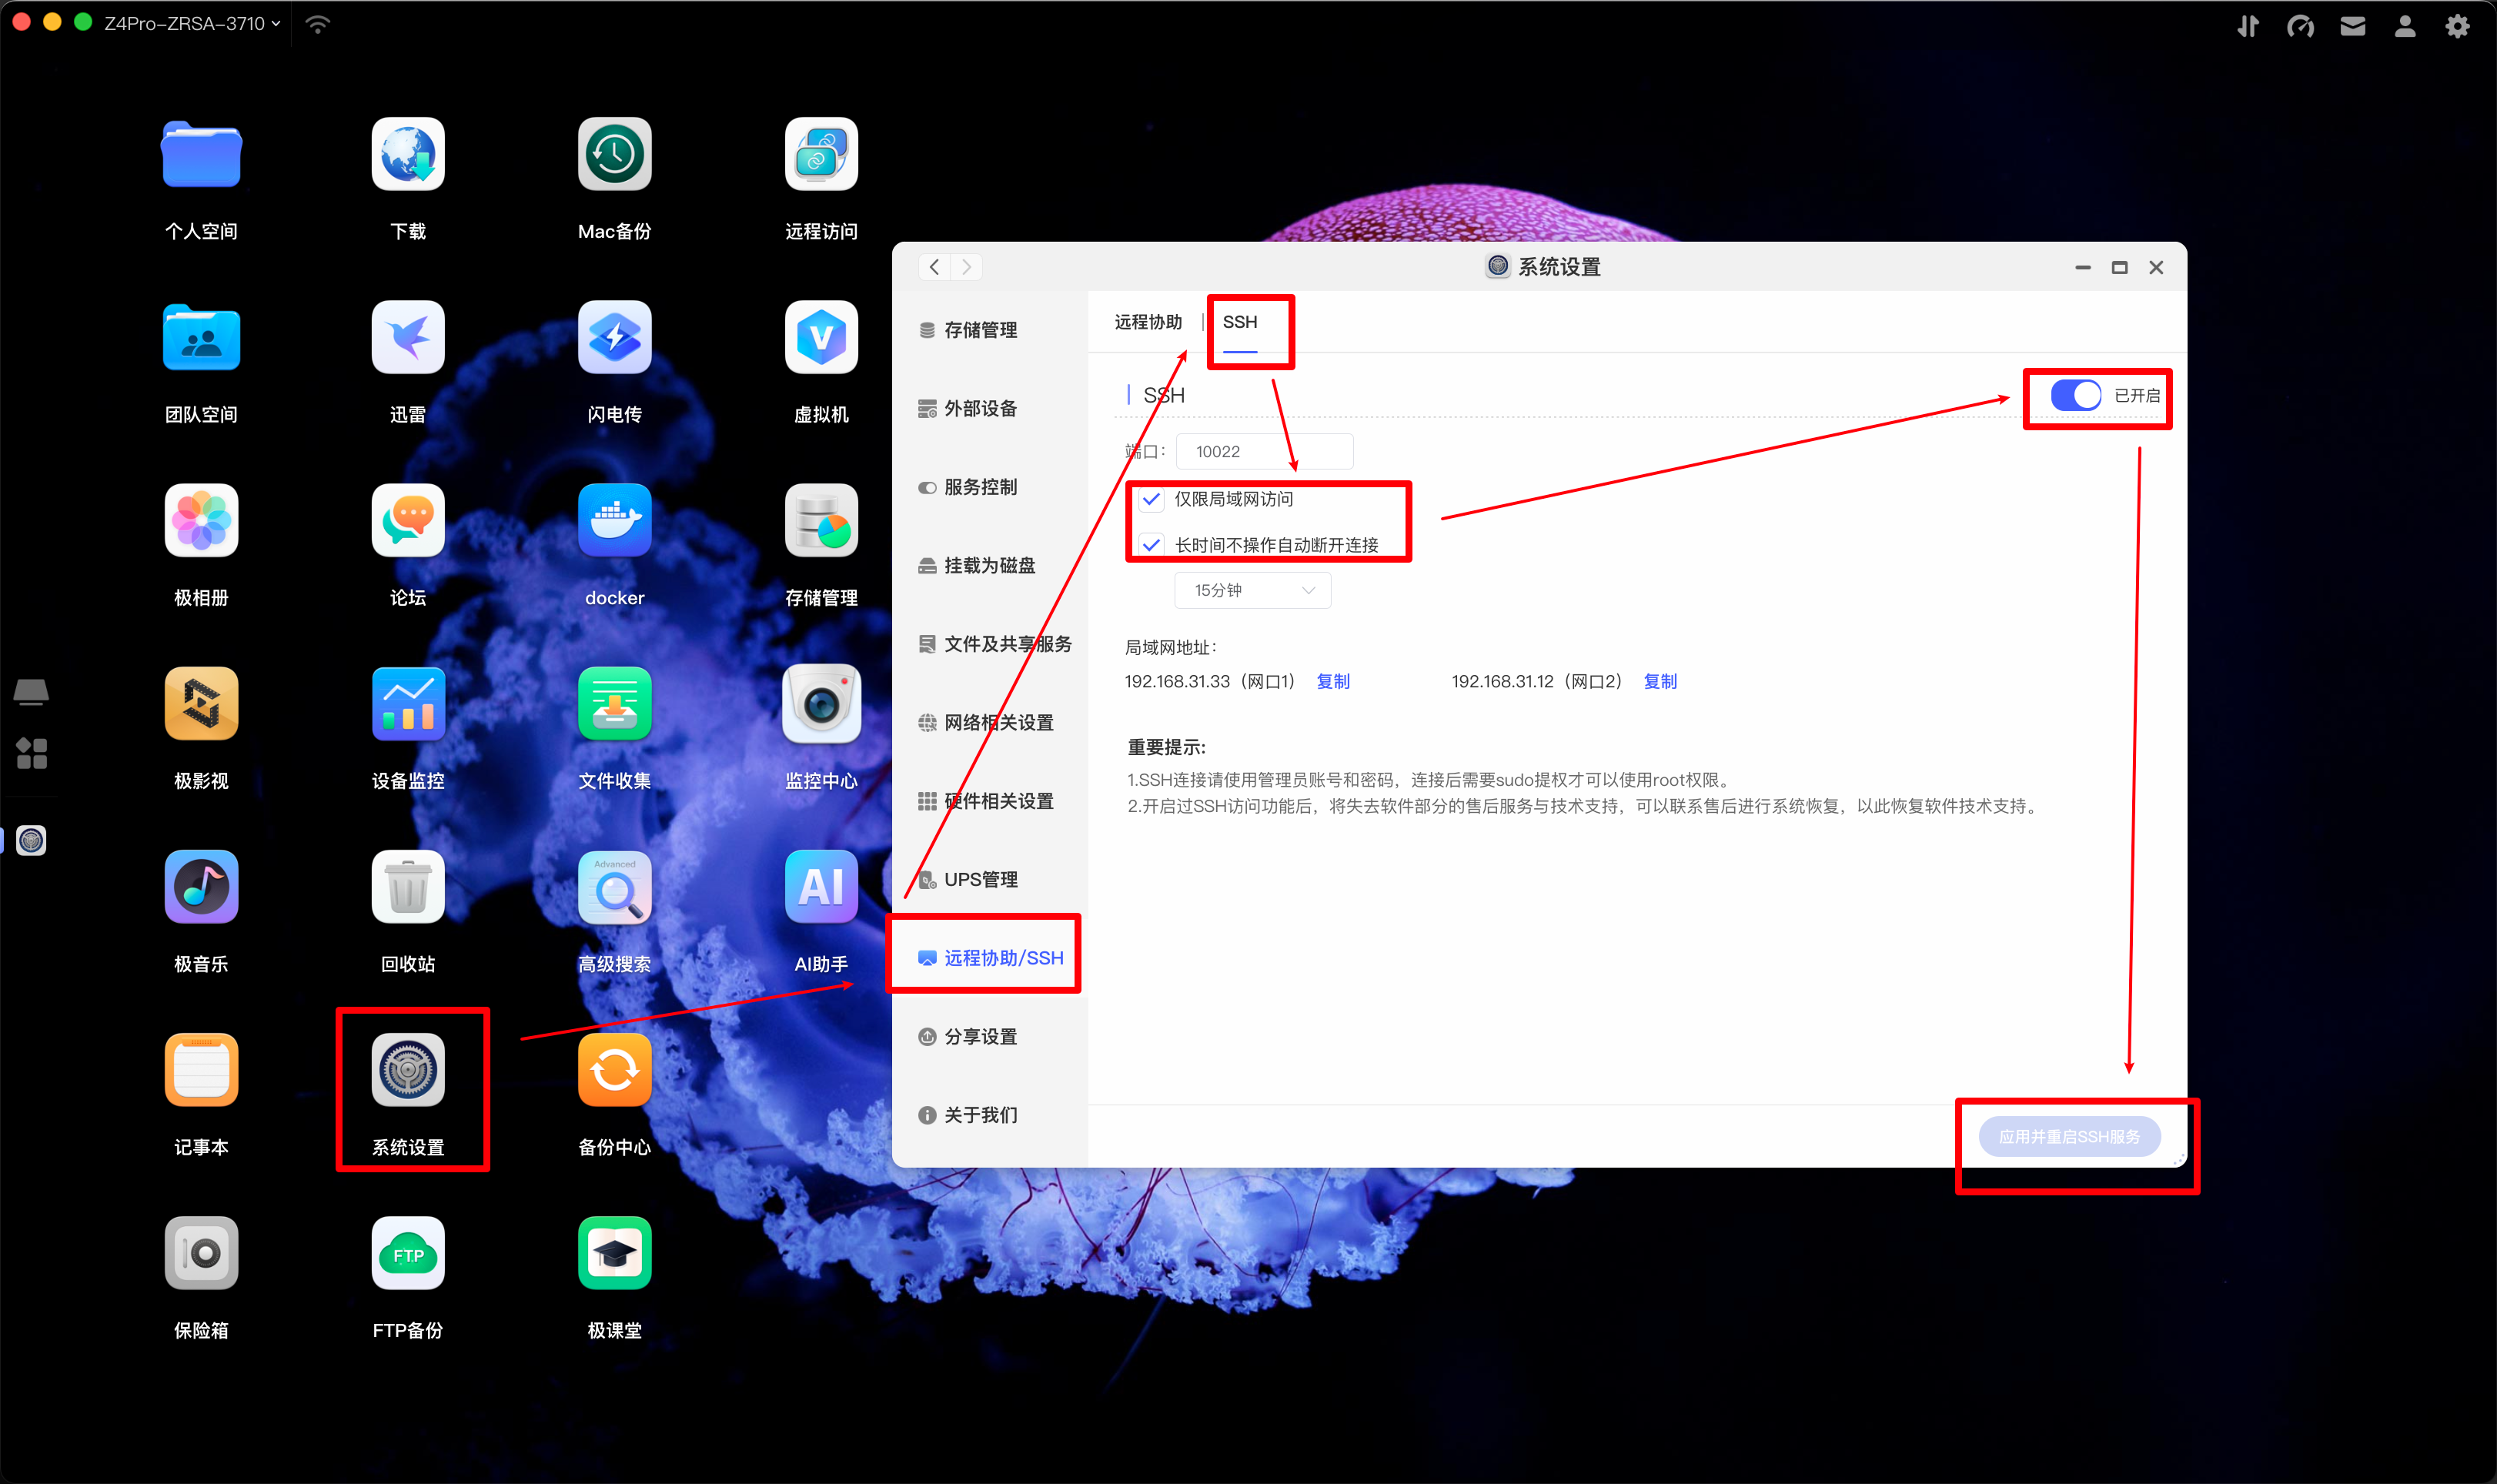 Z4Pro-ZRSA-3710
个人空间
下载
Mac备份
远程访问
团队空间
迅雷
闪电传
虚拟机
极相册
论坛
docker
存储管理
极影视
设备监控
文件收集
监控中心
Advanced
AI
极音乐
回收站
高级搜索
AI助手
记事本
系统设置
备份中心
FTP
保险箱
FTP备份
极课堂
系统设置
存储管理
外部设备
服务控制
挂载为磁盘
文件及共享服务
网络相关设置
硬件相关设置
UPS管理
远程协助/SSH
分享设置
关于我们
远程协助 | SSH
SSH
已开启
端口: 10022
仅限局域网访问
长时间不操作自动断开连接
15分钟
局域网地址:
192.168.31.33（网口1） 复制 192.168.31.12（网口2） 复制
重要提示:
1.SSH连接请使用管理员账号和密码，连接后需要sudo提权才可以使用root权限。
2.开启过SSH访问功能后，将失去软件部分的售后服务与技术支持，可以联系售后进行系统恢复，以此恢复软件技术支持。
应用并重启SSH服务